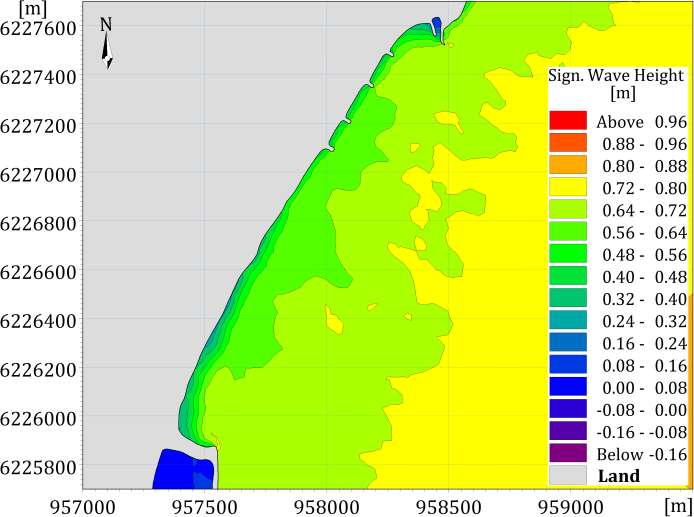 [m]
6227600
6227400
6227200
6227000
6226800
6226600
6226400
6226200
6226000
6225800
N
Sign. Wave Height
[m]
Above 0.96
0.88 - 0.96
0.80 - 0.88
0.72 - 0.80
0.64 - 0.72
0.56 - 0.64
0.48 - 0.56
0.40 - 0.48
0.32 - 0.40
0.24 - 0.32
0.16 - 0.24
0.08 - 0.16
0.00 - 0.08
-0.08 - 0.00
-0.16 - -0.08
Below -0.16
Land
957000 957500 958000 958500 959000 [m]